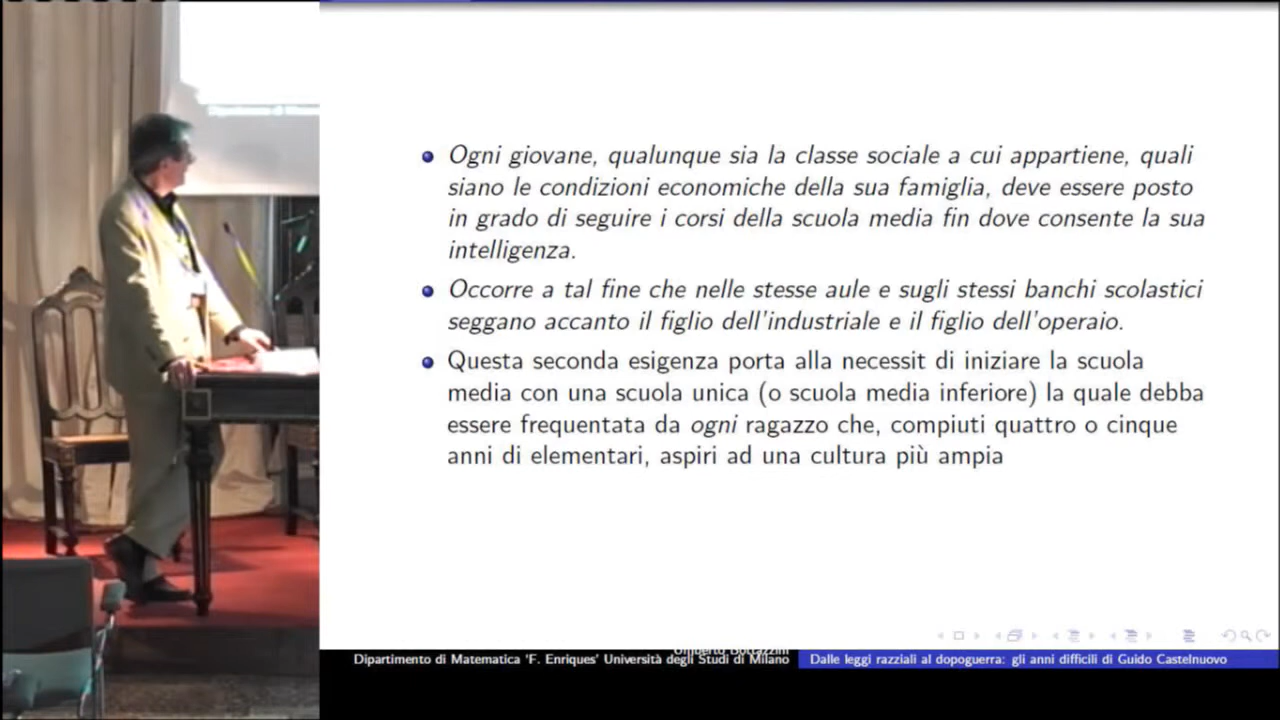 Ogni giovane, qualunque sia la classe sociale a cui appartiene, quali
siano le condizioni economiche della sua famiglia, deve essere posto
in grado di seguire i corsi della scuola media fin dove consente la sua
intelligenza.
Occorre a tal fine che nelle stesse aule e sugli stessi banchi scolastici
seggano accanto il figlio dell'industriale e il figlio dell'operaio.
Questa seconda esigenza porta alla necessit di iniziare la scuola
media con una scuola unica (o scuola media inferiore) la quale debba
essere frequentata da ogni ragazzo che, compiuti quattro o cinque
anni di elementari, aspiri ad una cultura più ampia
Umberto Bottazzini
Dipartimento di Matematica 'F. Enriques' Università degli Studi di Milano
Dalle leggi razziali al dopoguerra: gli anni difficili di Guido Castelnuovo